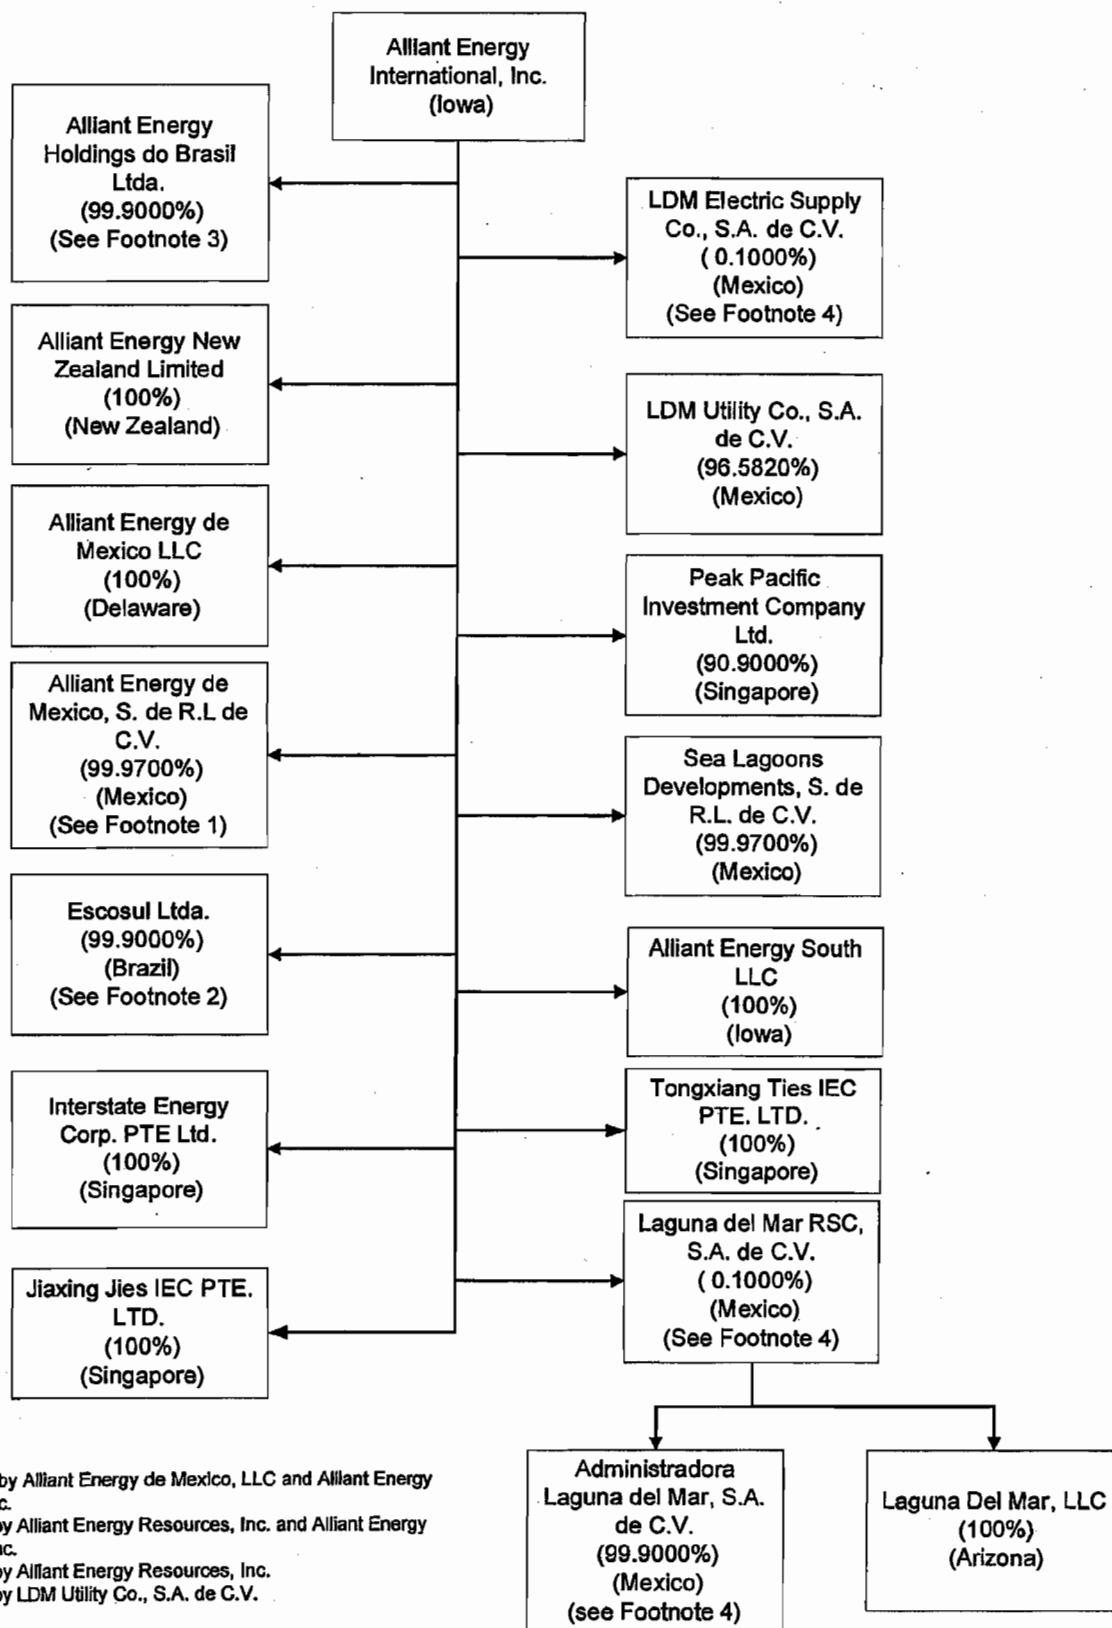 Alliant Energy
International, Inc.
(Iowa)
Alliant Energy
Holdings do Brasil
Ltda.
(99.9000%)
(See Footnote 3)
LDM Electric Supply
Co., S.A. de C.V.
( 0.1000%)
(Mexico)
(See Footnote 4)
Alliant Energy New
Zealand Limited
(100%)
(New Zealand)
LDM Utility Co., S.A.
de C.V.
(96.5820%)
(Mexico)
Alliant Energy de
Mexico LLC
(100%)
(Delaware)
Peak Pacific
Investment Company
Ltd.
(90.9000%)
(Singapore)
Alliant Energy de
Mexico, S. de R.L de
C.V.
(99.9700%)
(Mexico)
(See Footnote 1)
Sea Lagoons
Developments, S. de
R.L. de C.V.
(99.9700%)
(Mexico)
Escosul Ltda.
(99.9000%)
(Brazil)
(See Footnote 2)
Alliant Energy South
LLC
(100%)
(Iowa)
Interstate Energy
Corp. PTE Ltd.
(100%)
(Singapore)
Tongxiang Ties IEC
PTE. LTD.
(100%)
(Singapore)
Jiaxing Jies IEC PTE.
LTD.
(100%)
(Singapore)
Laguna del Mar RSC,
S.A. de C.V.
( 0.1000%)
(Mexico)
(See Footnote 4)
Administradora
Laguna del Mar, S.A.
de C.V.
(99.9000%)
(Mexico)
(see Footnote 4)
Laguna Del Mar, LLC
(100%)
(Arizona)
by Alliant Energy de Mexico, LLC and Alliant Energy
c.
by Alliant Energy Resources, Inc. and Alliant Energy
nc.
by Alliant Energy Resources, Inc.
by LDM Utility Co., S.A. de C.V.